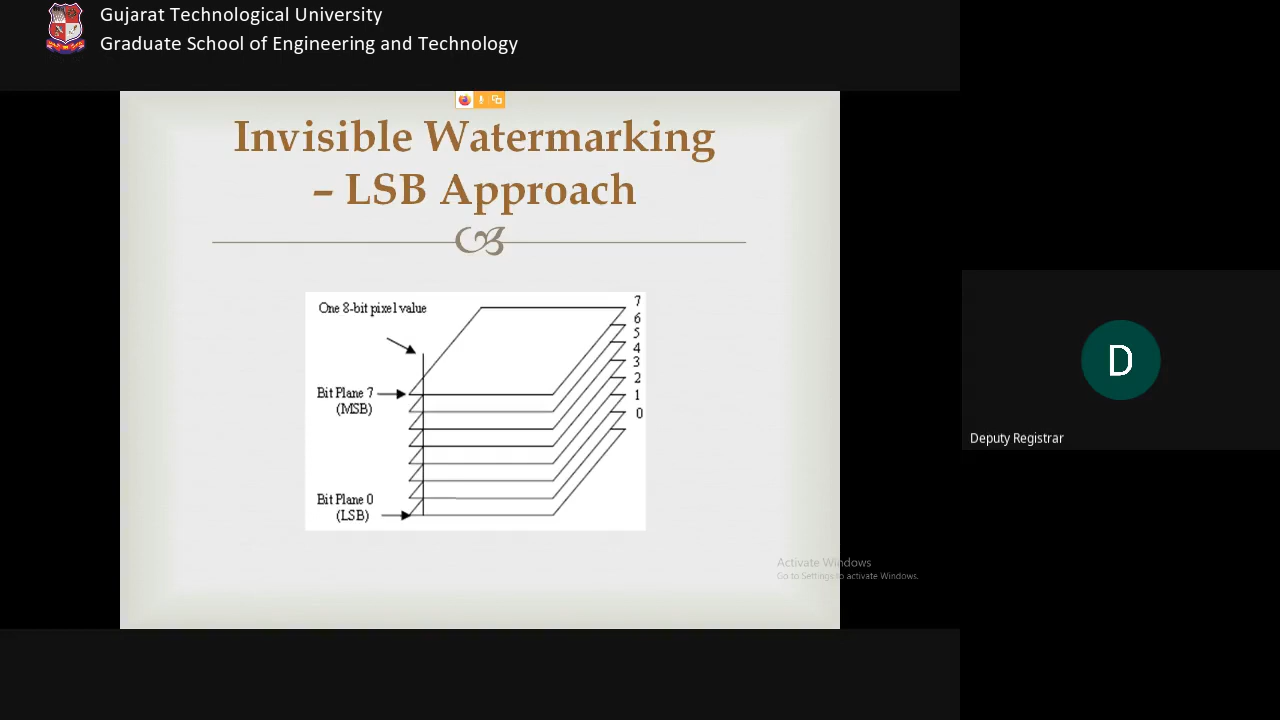 Gujarat Technological University
Graduate School of Engineering and Technology
Invisible Watermarking
– LSB Approach
One 8-bit pixel value
7
6
5
4
3
2
1
0
Bit Plane 7
(MSB)
Bit Plane 0
(LSB)
D
Deputy Registrar
Activate Windows
Go to Settings to activate Windows.